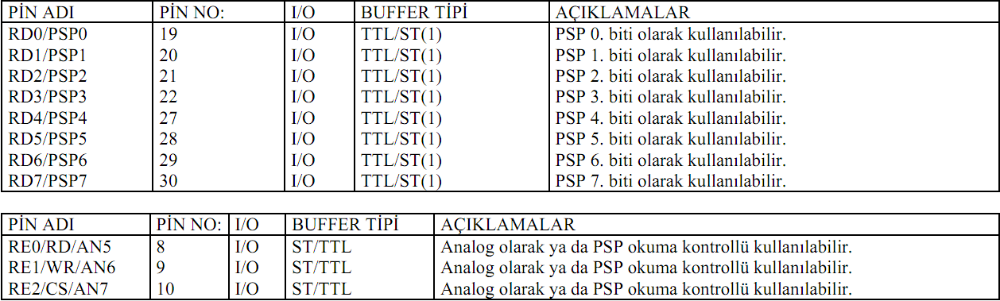 PİN ADI PİN NO: I/O BUFFER TİPİ AÇIKLAMALAR
RD0/PSP0 19 I/O TTL/ST(1) PSP 0. biti olarak kullanılabilir.
RD1/PSP1 20 I/O TTL/ST(1) PSP 1. biti olarak kullanılabilir.
RD2/PSP2 21 I/O TTL/ST(1) PSP 2. biti olarak kullanılabilir.
RD3/PSP3 22 I/O TTL/ST(1) PSP 3. biti olarak kullanılabilir.
RD4/PSP4 27 I/O TTL/ST(1) PSP 4. biti olarak kullanılabilir.
RD5/PSP5 28 I/O TTL/ST(1) PSP 5. biti olarak kullanılabilir.
RD6/PSP6 29 I/O TTL/ST(1) PSP 6. biti olarak kullanılabilir.
RD7/PSP7 30 I/O TTL/ST(1) PSP 7. biti olarak kullanılabilir.
PİN ADI PİN NO: I/O BUFFER TİPİ AÇIKLAMALAR
RE0/RD/AN5 8 I/O ST/TTL Analog olarak ya da PSP okuma kontrollü kullanılabilir.
RE1/WR/AN6 9 I/O ST/TTL Analog olarak ya da PSP okuma kontrollü kullanılabilir.
RE2/CS/AN7 10 I/O ST/TTL Analog olarak ya da PSP okuma kontrollü kullanılabilir.